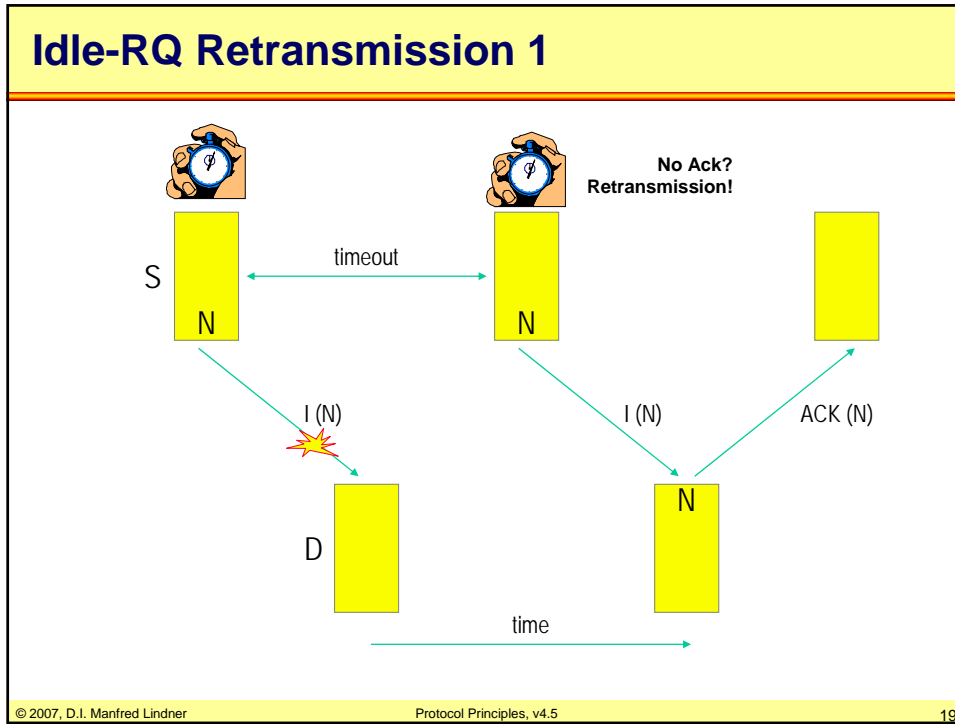 Idle-RQ Retransmission 1
No Ack?
Retransmission!
timeout
S
N
N
I (N)
I (N)
ACK (N)
N
D
time
© 2007, D.I. Manfred Lindner
Protocol Principles, v4.5
19